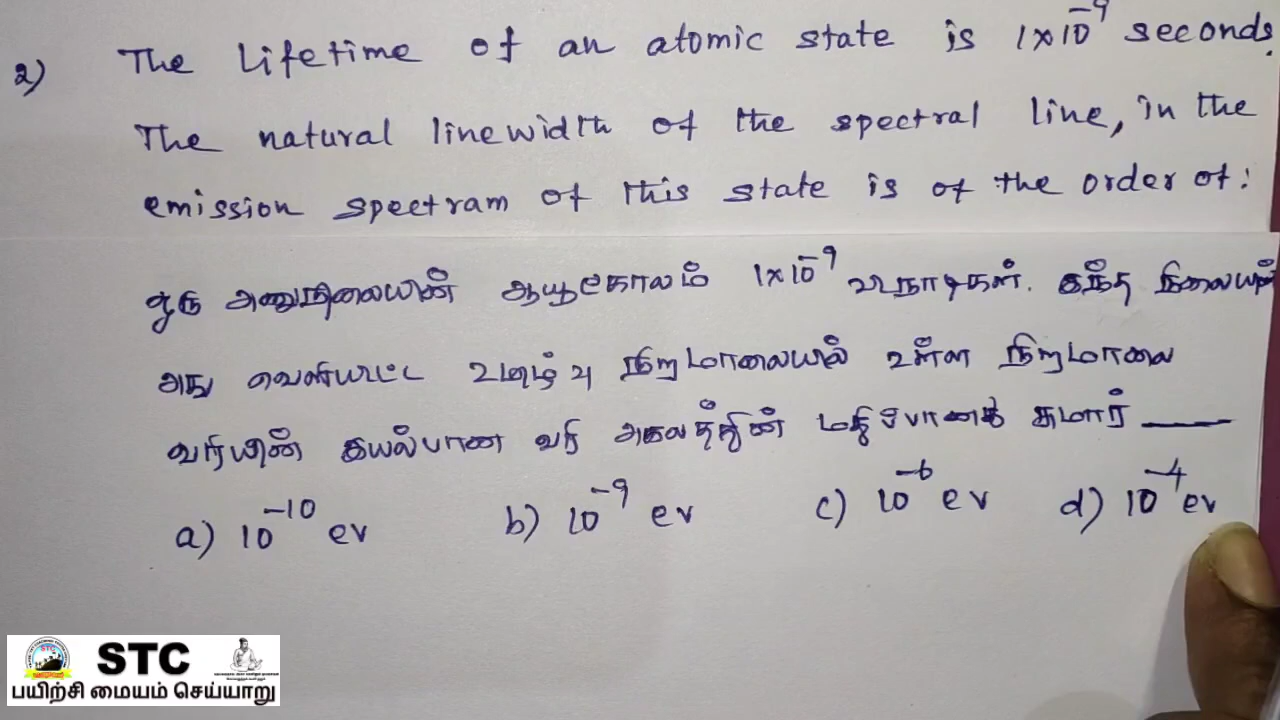 2) The lifetime of an atomic state is 1×10⁻⁹ seconds.
The natural linewidth of the spectral line, in the
emission spectram of this state is of the order of:
ஒரு அணுநிலையின் ஆயுட்காலம் 1×10⁻⁹ வநாடிகள். இந்த நிலையின்
அது வெளியிட்ட உமிழ்வு நிறமாலையில் உள்ள நிறமாலை
வரியின் இயல்பான வரி அகலத்தின் மதிப்பானது சுமார் ____
a) 10⁻¹⁰ ev b) 10⁻⁹ ev c) 10⁻⁶ ev d) 10⁻⁴ ev
STC
பயிற்சி மையம் செய்யாறு